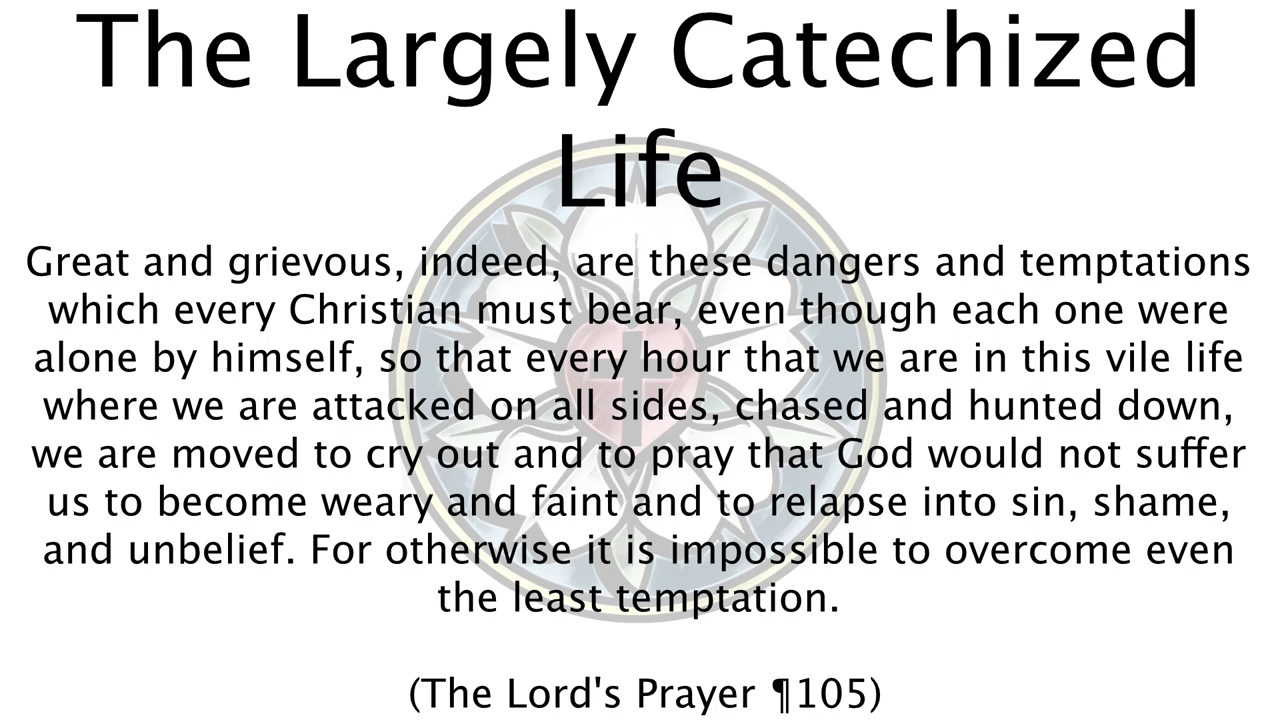 The Largely Catechized
Life
Great and grievous, indeed, are these dangers and temptations
which every Christian must bear, even though each one were
alone by himself, so that every hour that we are in this vile life
where we are attacked on all sides, chased and hunted down,
we are moved to cry out and to pray that God would not suffer
us to become weary and faint and to relapse into sin, shame,
and unbelief. For otherwise it is impossible to overcome even
the least temptation.
(The Lord's Prayer ¶105)